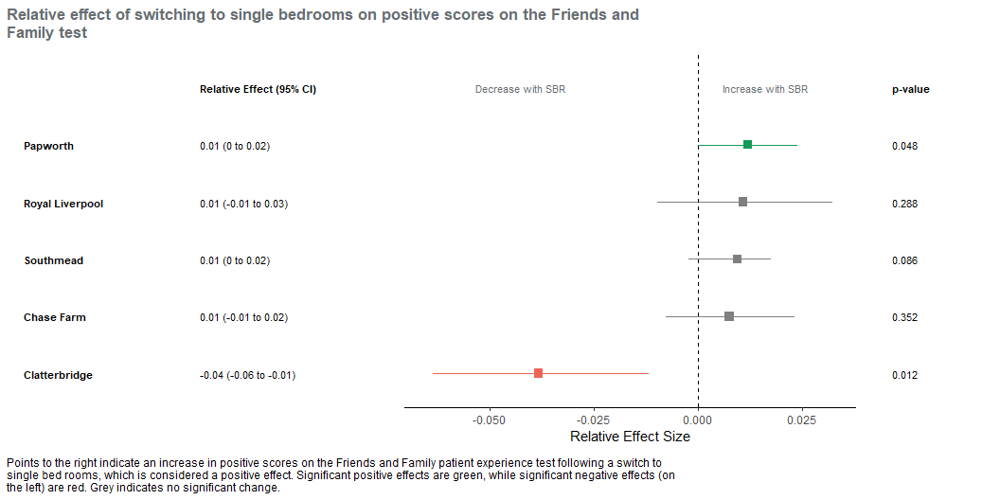 Relative effect of switching to single bedrooms on positive scores on the Friends and
Family test
Relative Effect (95% CI) Decrease with SBR Increase with SBR p-value
Papworth 0.01 (0 to 0.02) 0.048
Royal Liverpool 0.01 (-0.01 to 0.03) 0.288
Southmead 0.01 (0 to 0.02) 0.086
Chase Farm 0.01 (-0.01 to 0.02) 0.352
Clatterbridge -0.04 (-0.06 to -0.01) 0.012
-0.050 -0.025 0.000 0.025
Relative Effect Size
Points to the right indicate an increase in positive scores on the Friends and Family patient experience test following a switch to
single bed rooms, which is considered a positive effect. Significant positive effects are green, while significant negative effects (on
the left) are red. Grey indicates no significant change.